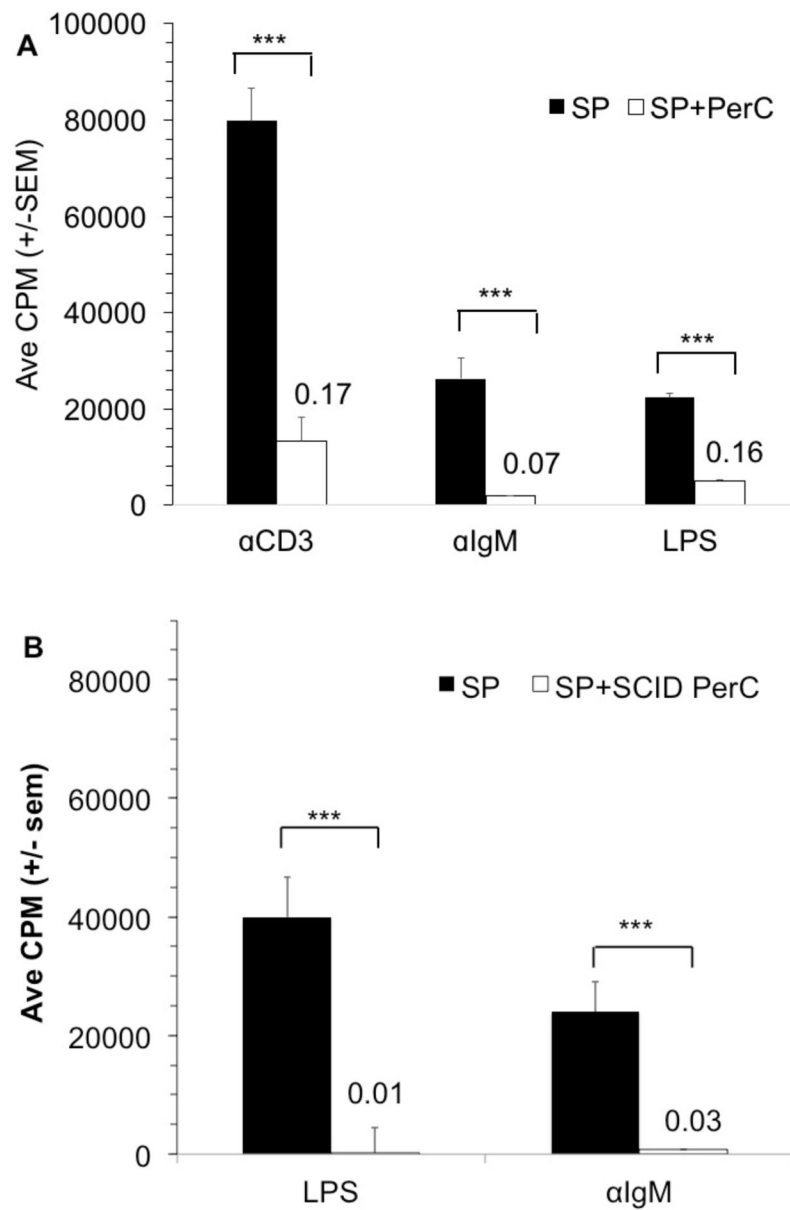 A
Ave CPM (+/-SEM)
100000
80000
60000
40000
20000
0
***
***
***
SP SP+PerC
0.17
0.07
0.16
αCD3 αIgM LPS
B
Ave CPM (+/- sem)
80000
60000
40000
20000
0
SP SP+SCID PerC
***
***
0.01
0.03
LPS αIgM